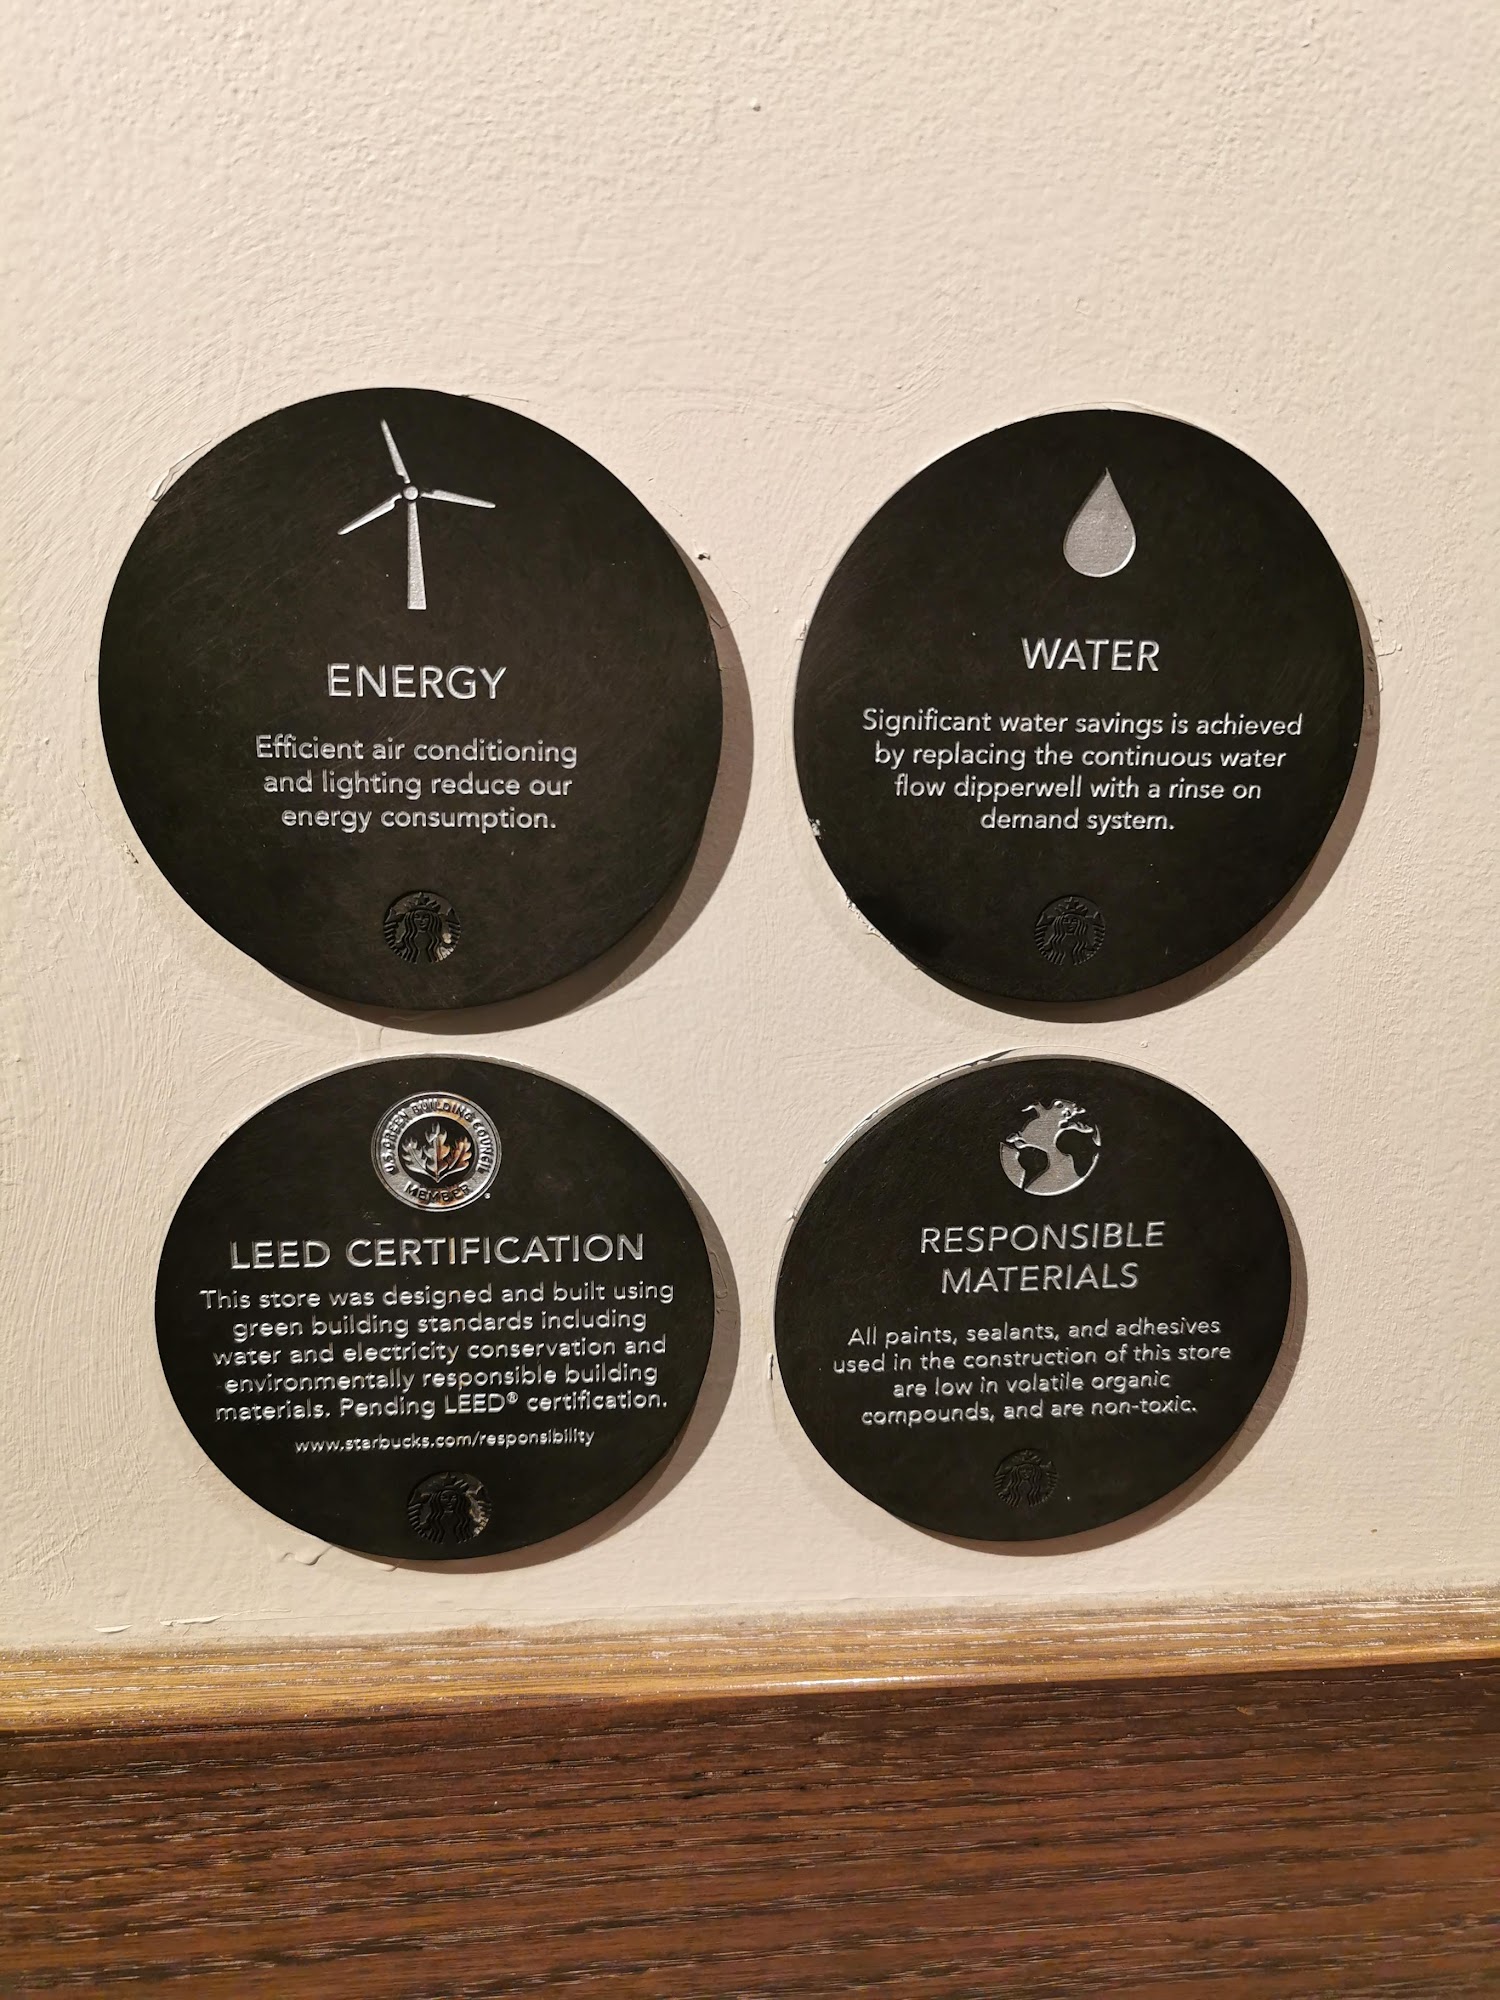 ENERGY
Efficient air conditioning
and lighting reduce our
energy consumption.
WATER
Significant water savings is achieved
by replacing the continuous water
flow dipperwell with a rinse on
demand system.
U.S. GREEN BUILDING COUNCIL
MEMBER
LEED CERTIFICATION
This store was designed and built using
green building standards including
water and electricity conservation and
environmentally responsible building
materials. Pending LEED® certification.
www.starbucks.com/responsibility
RESPONSIBLE
MATERIALS
All paints, sealants, and adhesives
used in the construction of this store
are low in volatile organic
compounds, and are non-toxic.